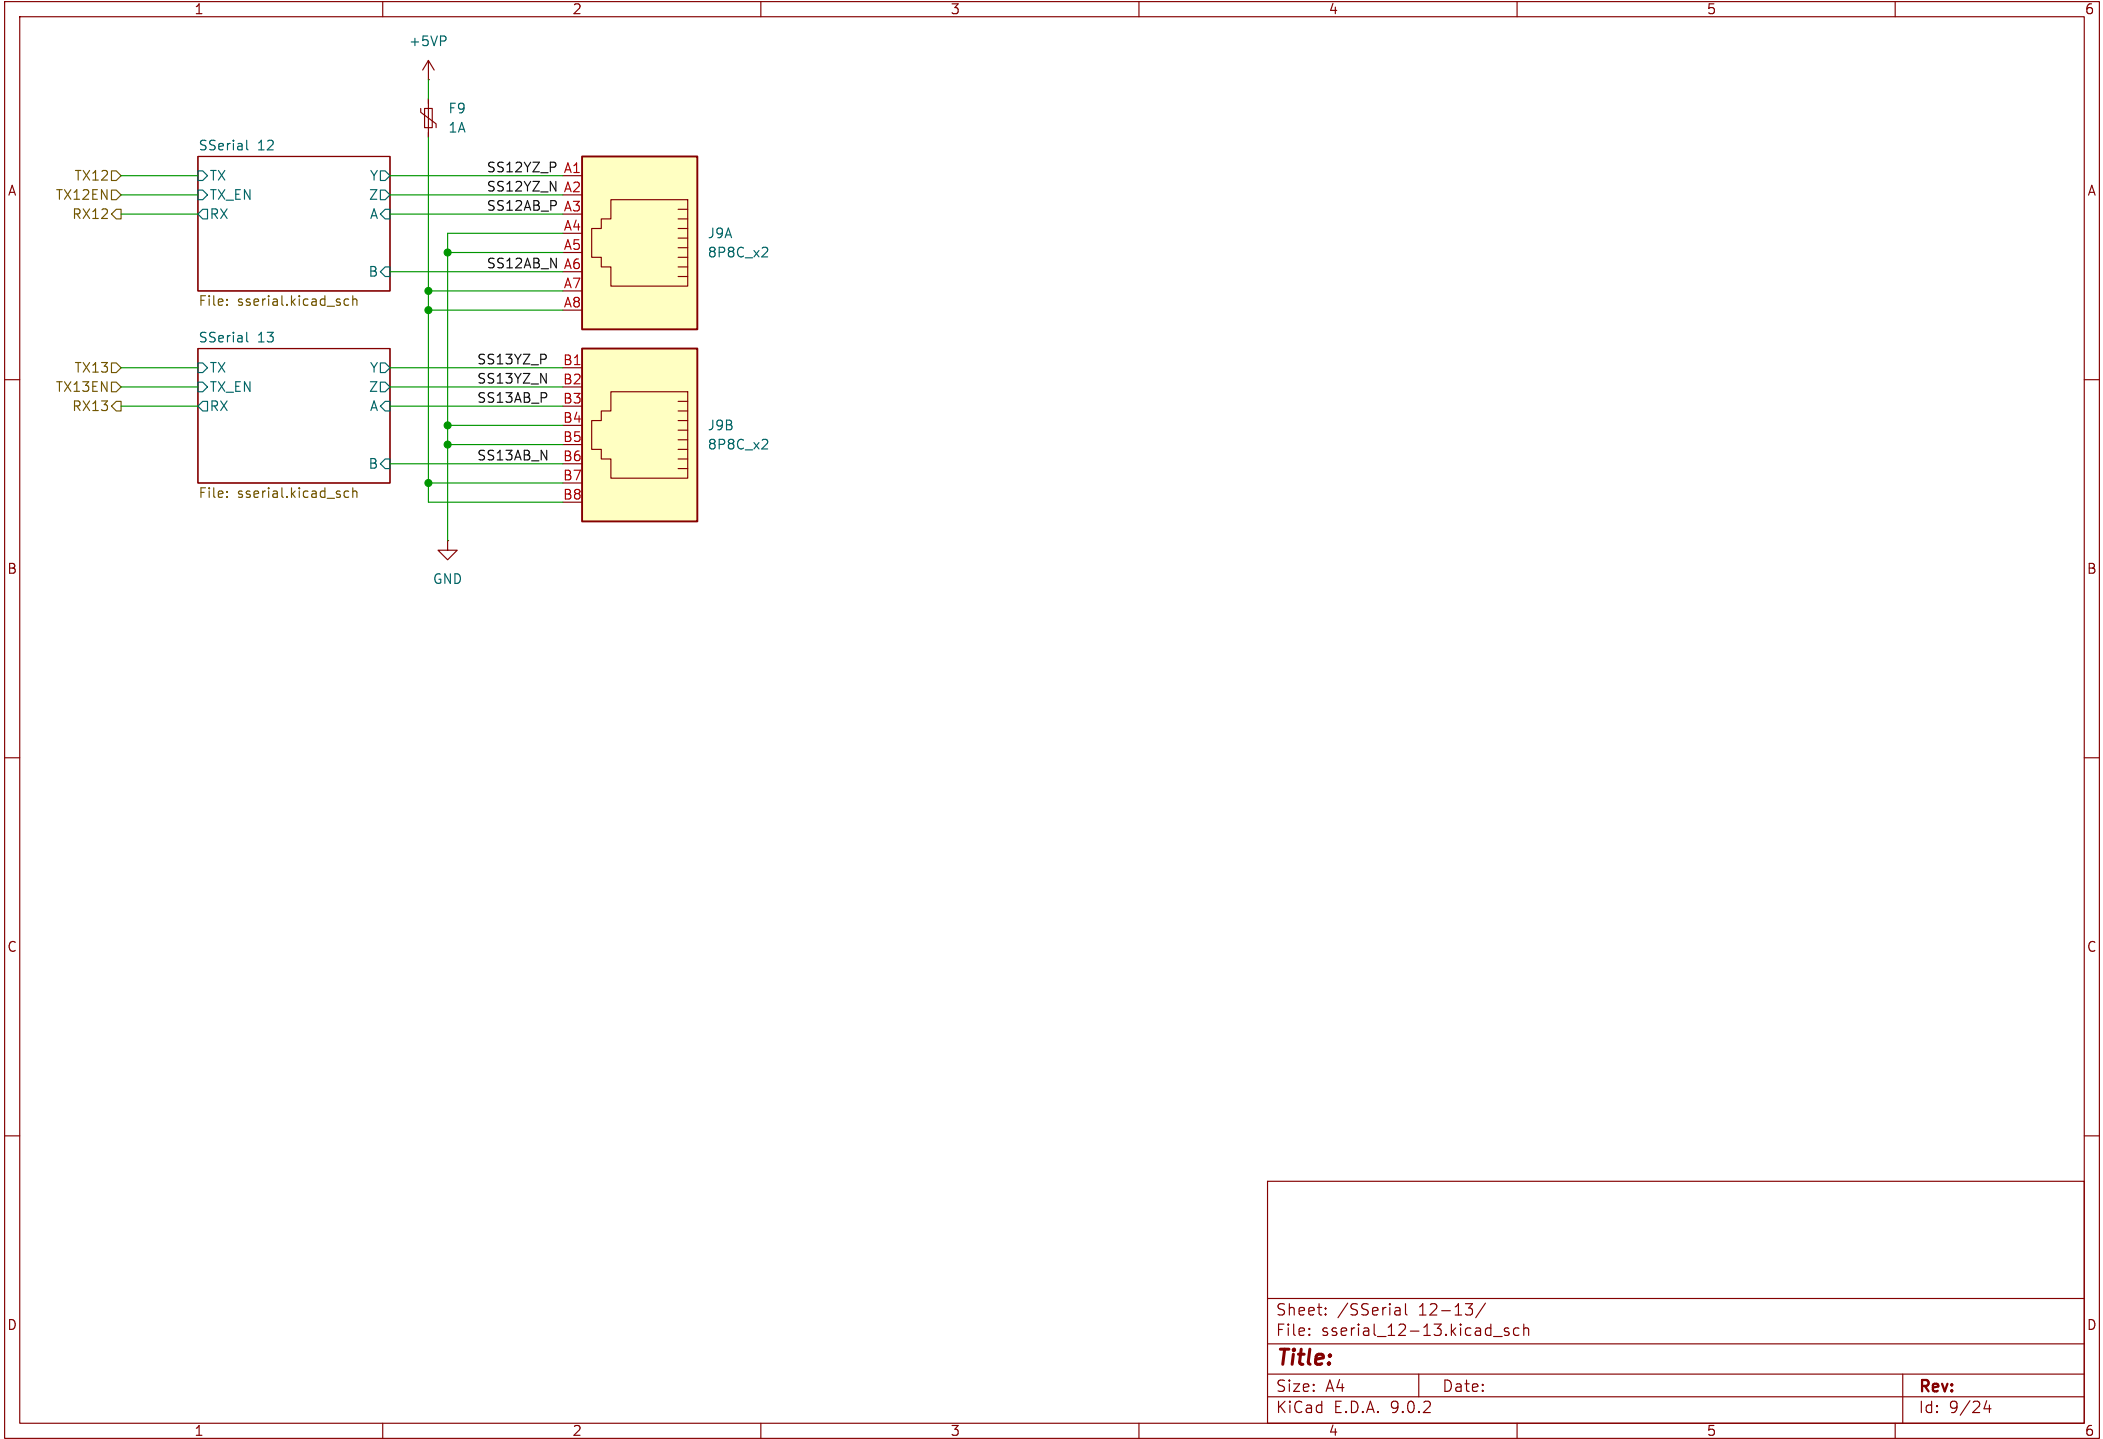 1 2 3 4 5 6
+5VP
F9
1A
SSerial 12
TX12 TX Y SS12YZ_P A1
TX12EN TX_EN Z SS12YZ_N A2
RX12 RX A SS12AB_P A3
A4
A5
B SS12AB_N A6
A7
A8
J9A
8P8C_x2
File: sserial.kicad_sch
A A
SSerial 13
TX13 TX Y SS13YZ_P B1
TX13EN TX_EN Z SS13YZ_N B2
RX13 RX A SS13AB_P B3
B4
B5
B SS13AB_N B6
B7
B8
J9B
8P8C_x2
File: sserial.kicad_sch
GND
B B
C C
D D
Sheet: /SSerial 12-13/
File: sserial_12-13.kicad_sch
Title:
Size: A4 Date: Rev:
KiCad E.D.A. 9.0.2 Id: 9/24
1 2 3 4 5 6